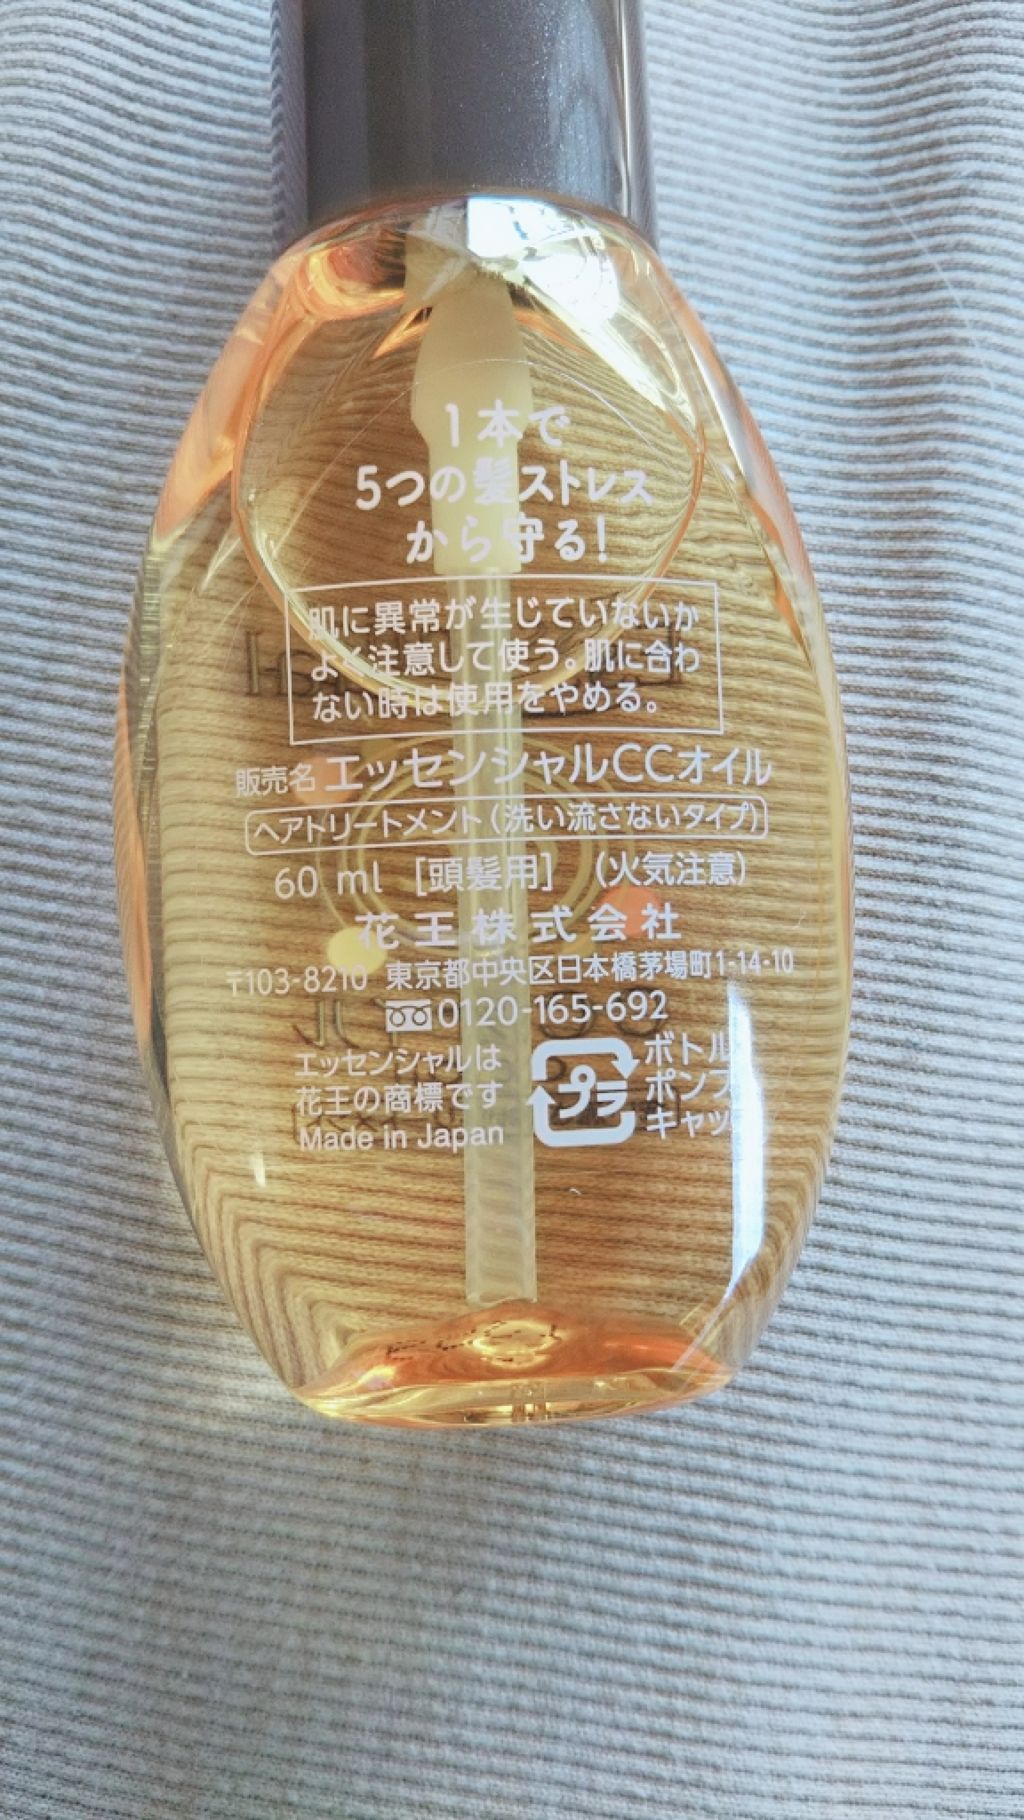 1本で
5つの髪ストレス
から守る!
肌に異常が生じていないか
よく注意して使う。肌に合わ
ない時は使用をやめる。
販売名 エッセンシャルCCオイル
ヘアトリートメント(洗い流さないタイプ)
60 ml [頭髪用] (火気注意)
花王株式会社
〒103-8210 東京都中央区日本橋茅場町1-14-10
0120-165-692
エッセンシャルは
花王の商標です
Made in Japan
プラ
ボトル
ポンプ
キャッ